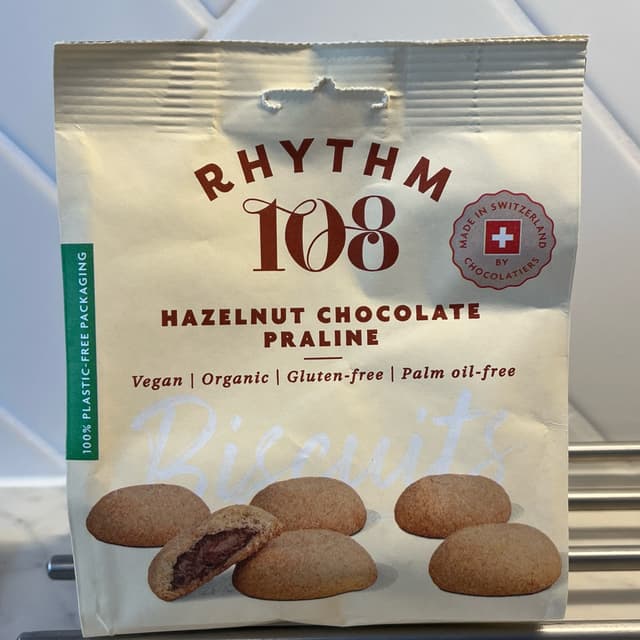 RHYTHM
108
MADE IN SWITZERLAND
BY
CHOCOLATIERS
HAZELNUT CHOCOLATE
PRALINE
Vegan | Organic | Gluten-free | Palm oil-free
Biscuits
100% PLASTIC-FREE PACKAGING